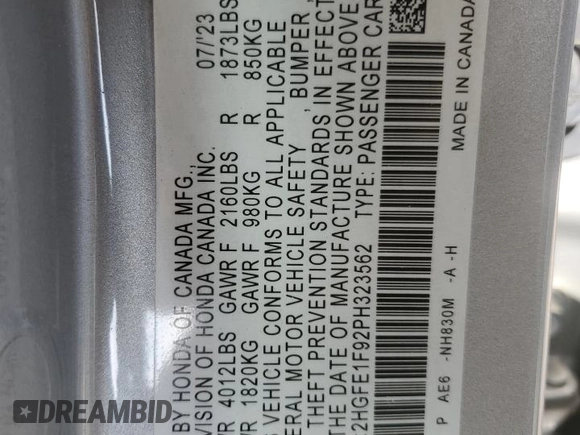 BY HONDA OF CANADA MFG., 07/'23
VISION OF HONDA CANADA INC.
4012LBS GAWR F 2160LBS R 1873LBS
1820KG GAWR F 980KG R 850KG
VEHICLE CONFORMS TO ALL APPLICABLE
MOTOR VEHICLE SAFETY , BUMPER ,
THEFT PREVENTION STANDARDS IN EFFECT
THE DATE OF MANUFACTURE SHOWN ABOVE
2HGFE1F92PH323562 TYPE: PASSENGER CAR
P AE6 -NH830M -A -H
MADE IN CANADA
DREAMBID